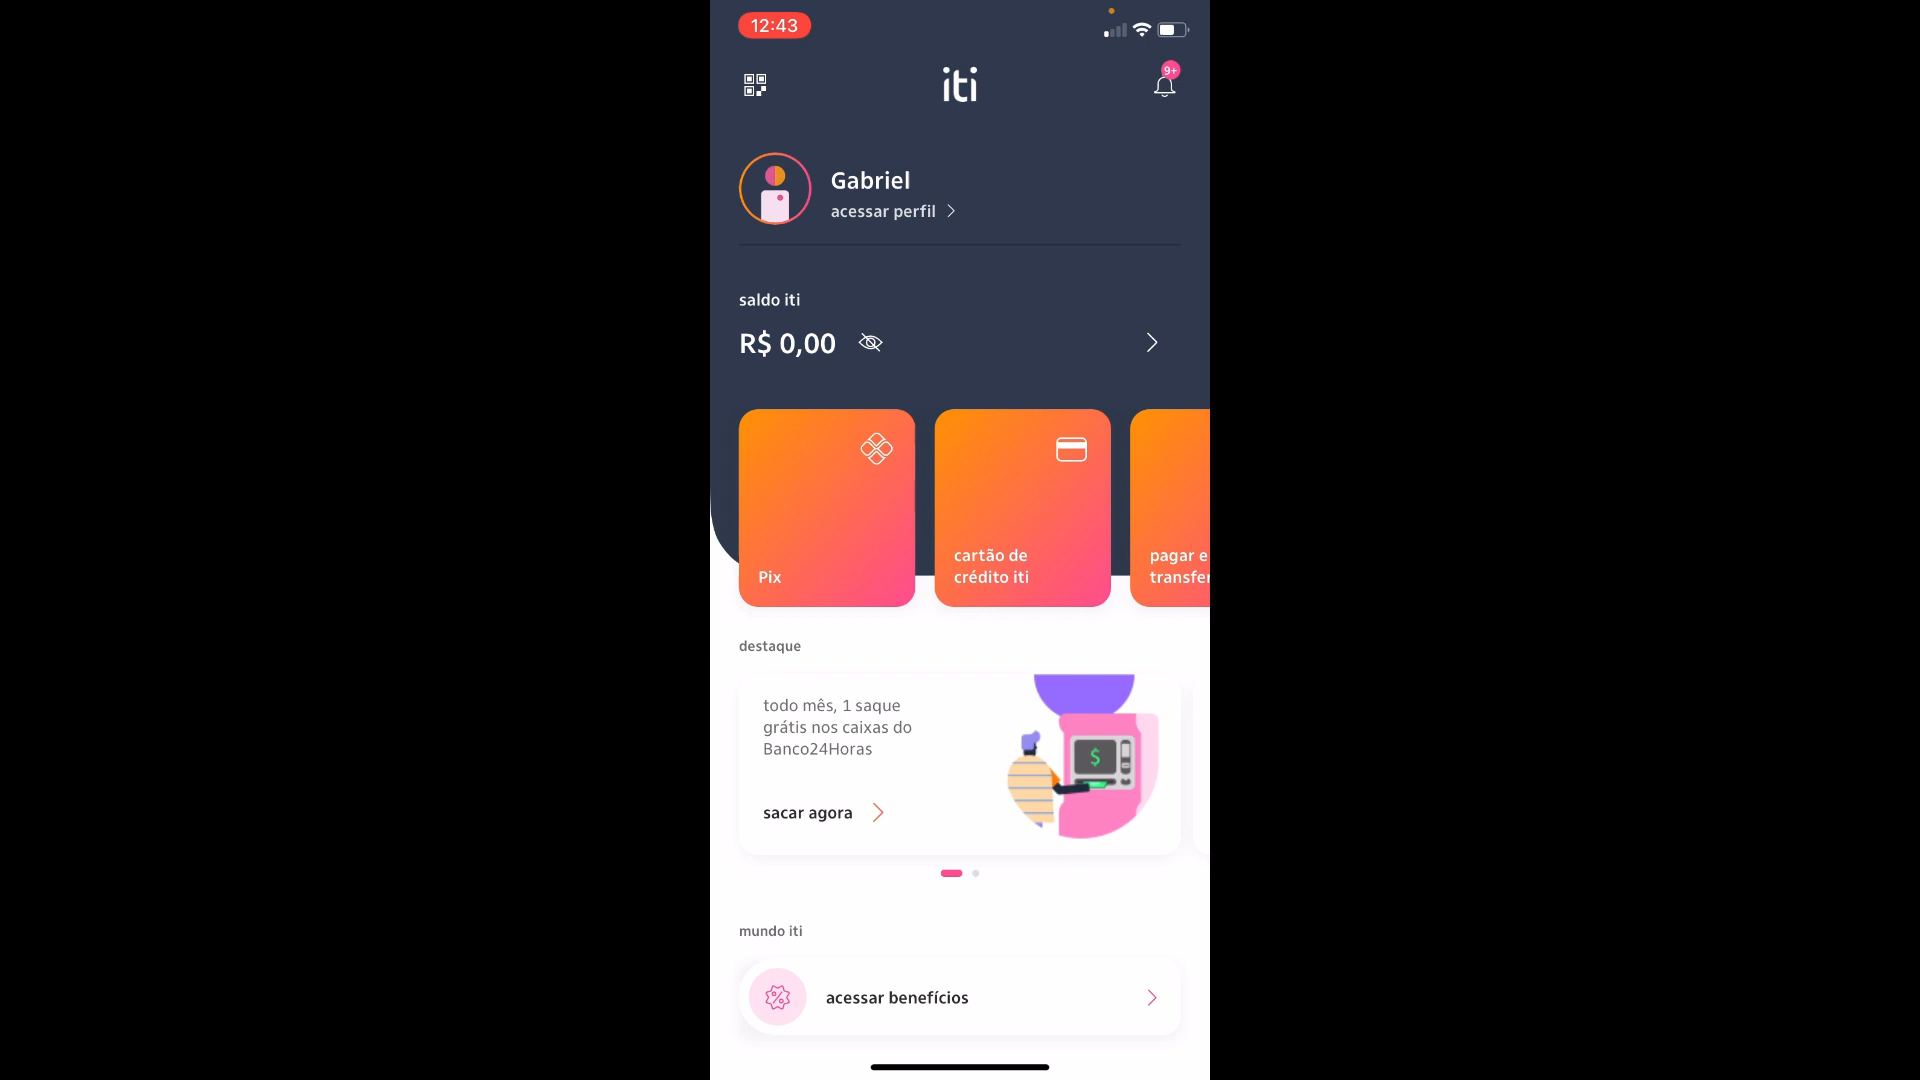 12:43
iti
9+
Gabriel
acessar perfil
saldo iti
R$ 0,00
Pix
cartão de
crédito iti
pagar e
transfer
destaque
todo mês, 1 saque
grátis nos caixas do
Banco24Horas
$
sacar agora
mundo iti
%
acessar benefícios